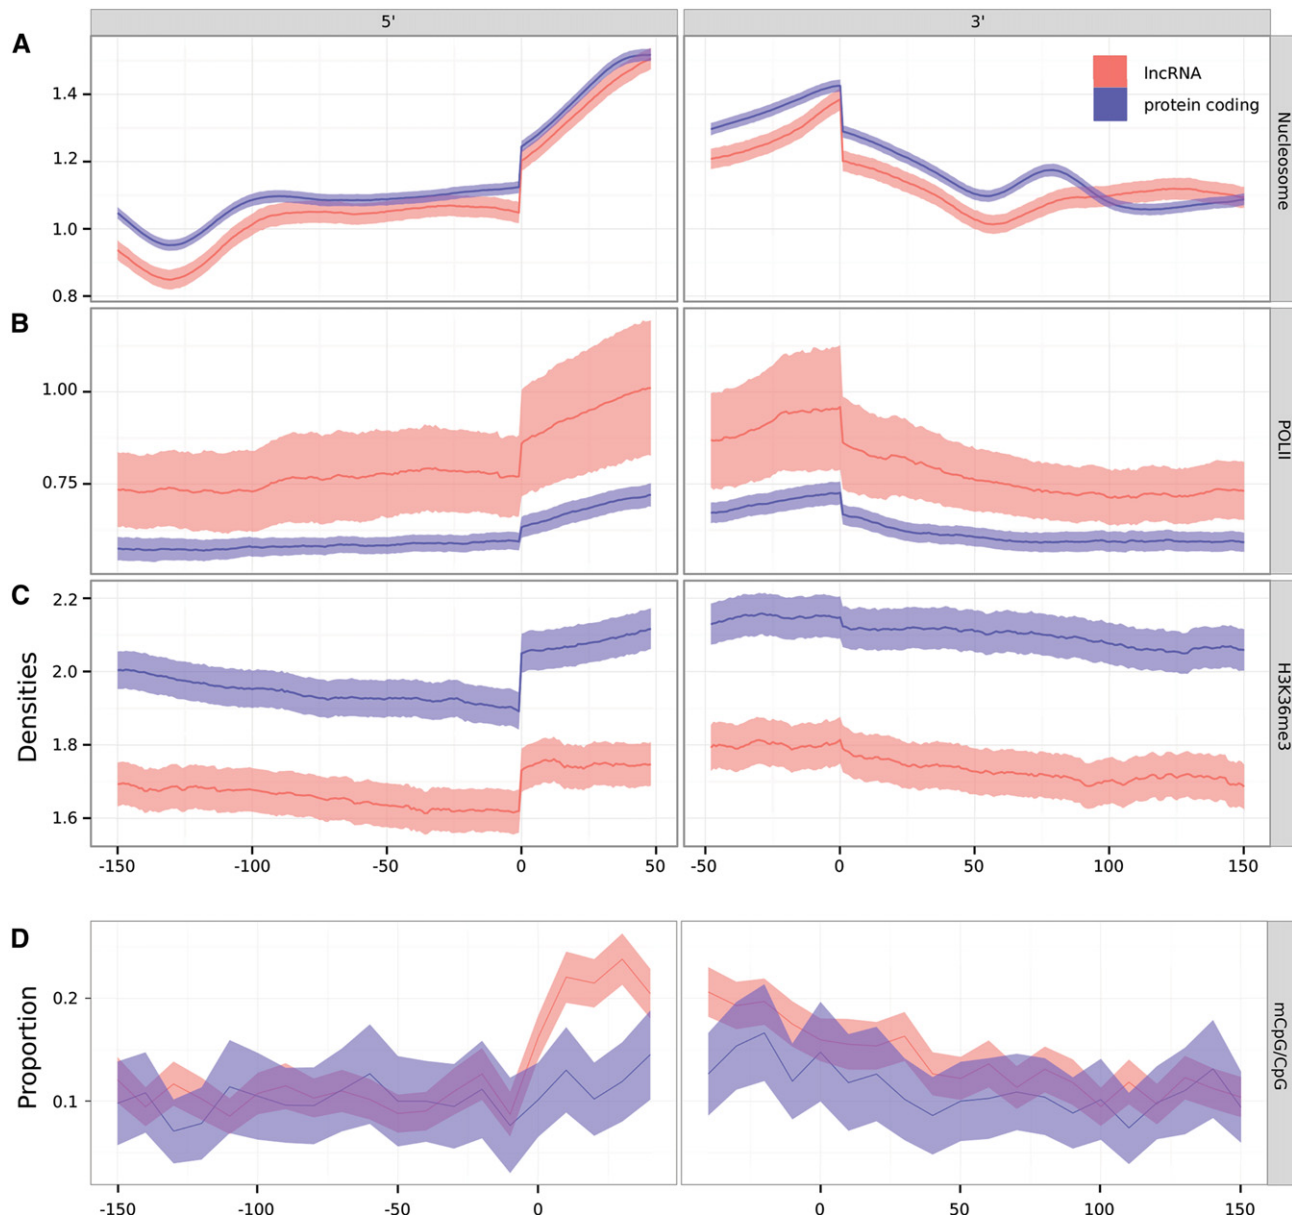 5' 3'
A
1.4
1.2
1.0
0.8
lncRNA
protein coding
Nucleosome
B
1.00
0.75
POLII
C
Densities
2.2
2.0
1.8
1.6
H3K36me3
-150 -100 -50 0 50 -50 0 50 100 150
D
Proportion
0.2
0.1
mCpG/CpG
-150 -100 -50 0 0 50 100 150